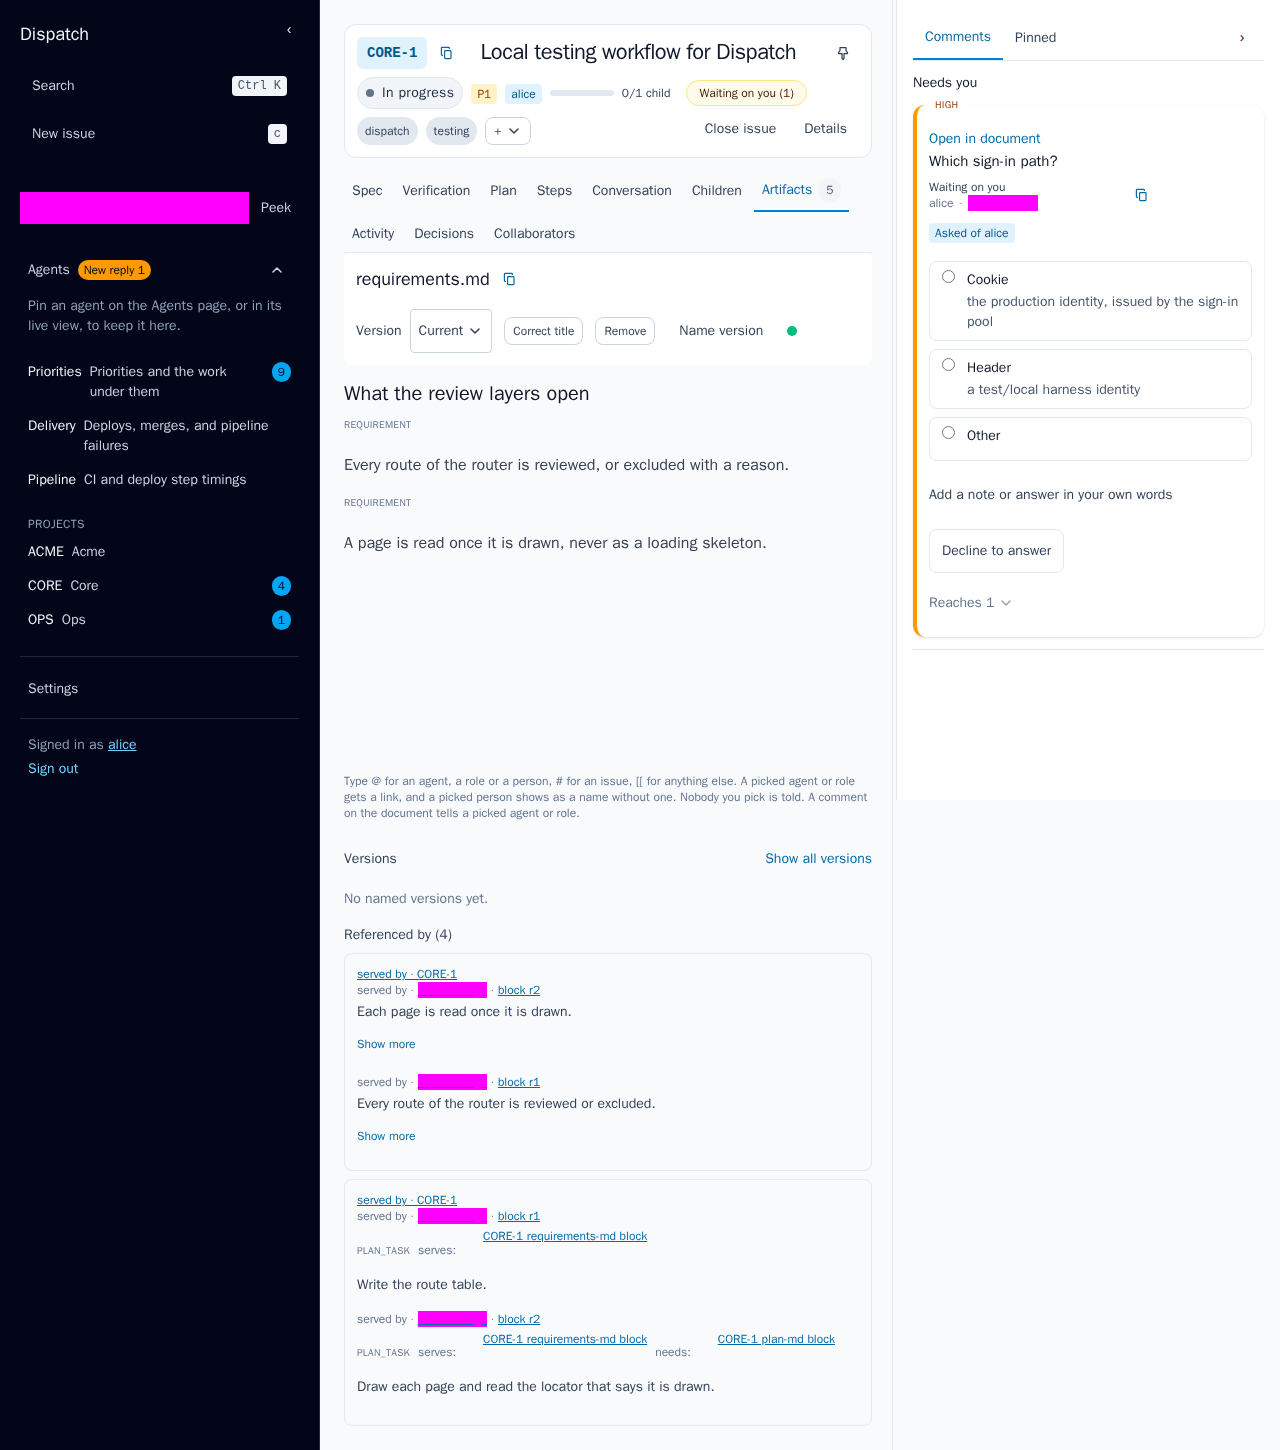 Dispatch
Search
Ctrl K
New issue
C
Peek
Agents
New reply 1
Pin an agent on the Agents page, or in its
live view, to keep it here.
Priorities
Priorities and the work
under them
9
Delivery
Deploys, merges, and pipeline
failures
Pipeline
CI and deploy step timings
PROJECTS
ACME Acme
CORE Core
4
OPS Ops
1
Settings
Signed in as alice
Sign out
CORE-1
Local testing workflow for Dispatch
In progress
P1
alice
0/1 child
Waiting on you (1)
dispatch
testing
+
Close issue
Details
Spec
Verification
Plan
Steps
Conversation
Children
Artifacts 5
Activity
Decisions
Collaborators
requirements.md
Version
Current
Correct title
Remove
Name version
What the review layers open
REQUIREMENT
Every route of the router is reviewed, or excluded with a reason.
REQUIREMENT
A page is read once it is drawn, never as a loading skeleton.
Type @ for an agent, a role or a person, # for an issue, [[ for anything else. A picked agent or role
gets a link, and a picked person shows as a name without one. Nobody you pick is told. A comment
on the document tells a picked agent or role.
Versions
Show all versions
No named versions yet.
Referenced by (4)
served by · CORE-1
served by · · block r2
Each page is read once it is drawn.
Show more
served by · · block r1
Every route of the router is reviewed or excluded.
Show more
served by · CORE-1
served by · · block r1
CORE-1 requirements-md block
PLAN_TASK serves:
Write the route table.
served by · · block r2
CORE-1 requirements-md block
CORE-1 plan-md block
PLAN_TASK serves:
needs:
Draw each page and read the locator that says it is drawn.
Comments
Pinned
Needs you
HIGH
Open in document
Which sign-in path?
Waiting on you
alice ·
Asked of alice
Cookie
the production identity, issued by the sign-in
pool
Header
a test/local harness identity
Other
Add a note or answer in your own words
Decline to answer
Reaches 1